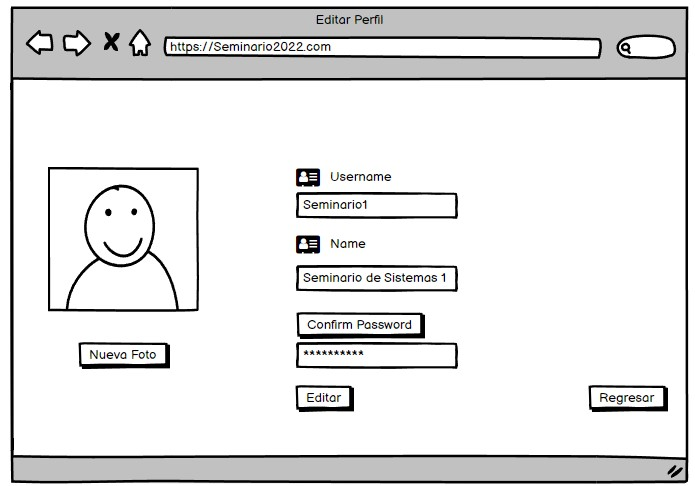 Editar Perfil
https://Seminario2022.com
Username
Seminario1
Name
Seminario de Sistemas 1
Confirm Password
**********
Nueva Foto
Editar
Regresar